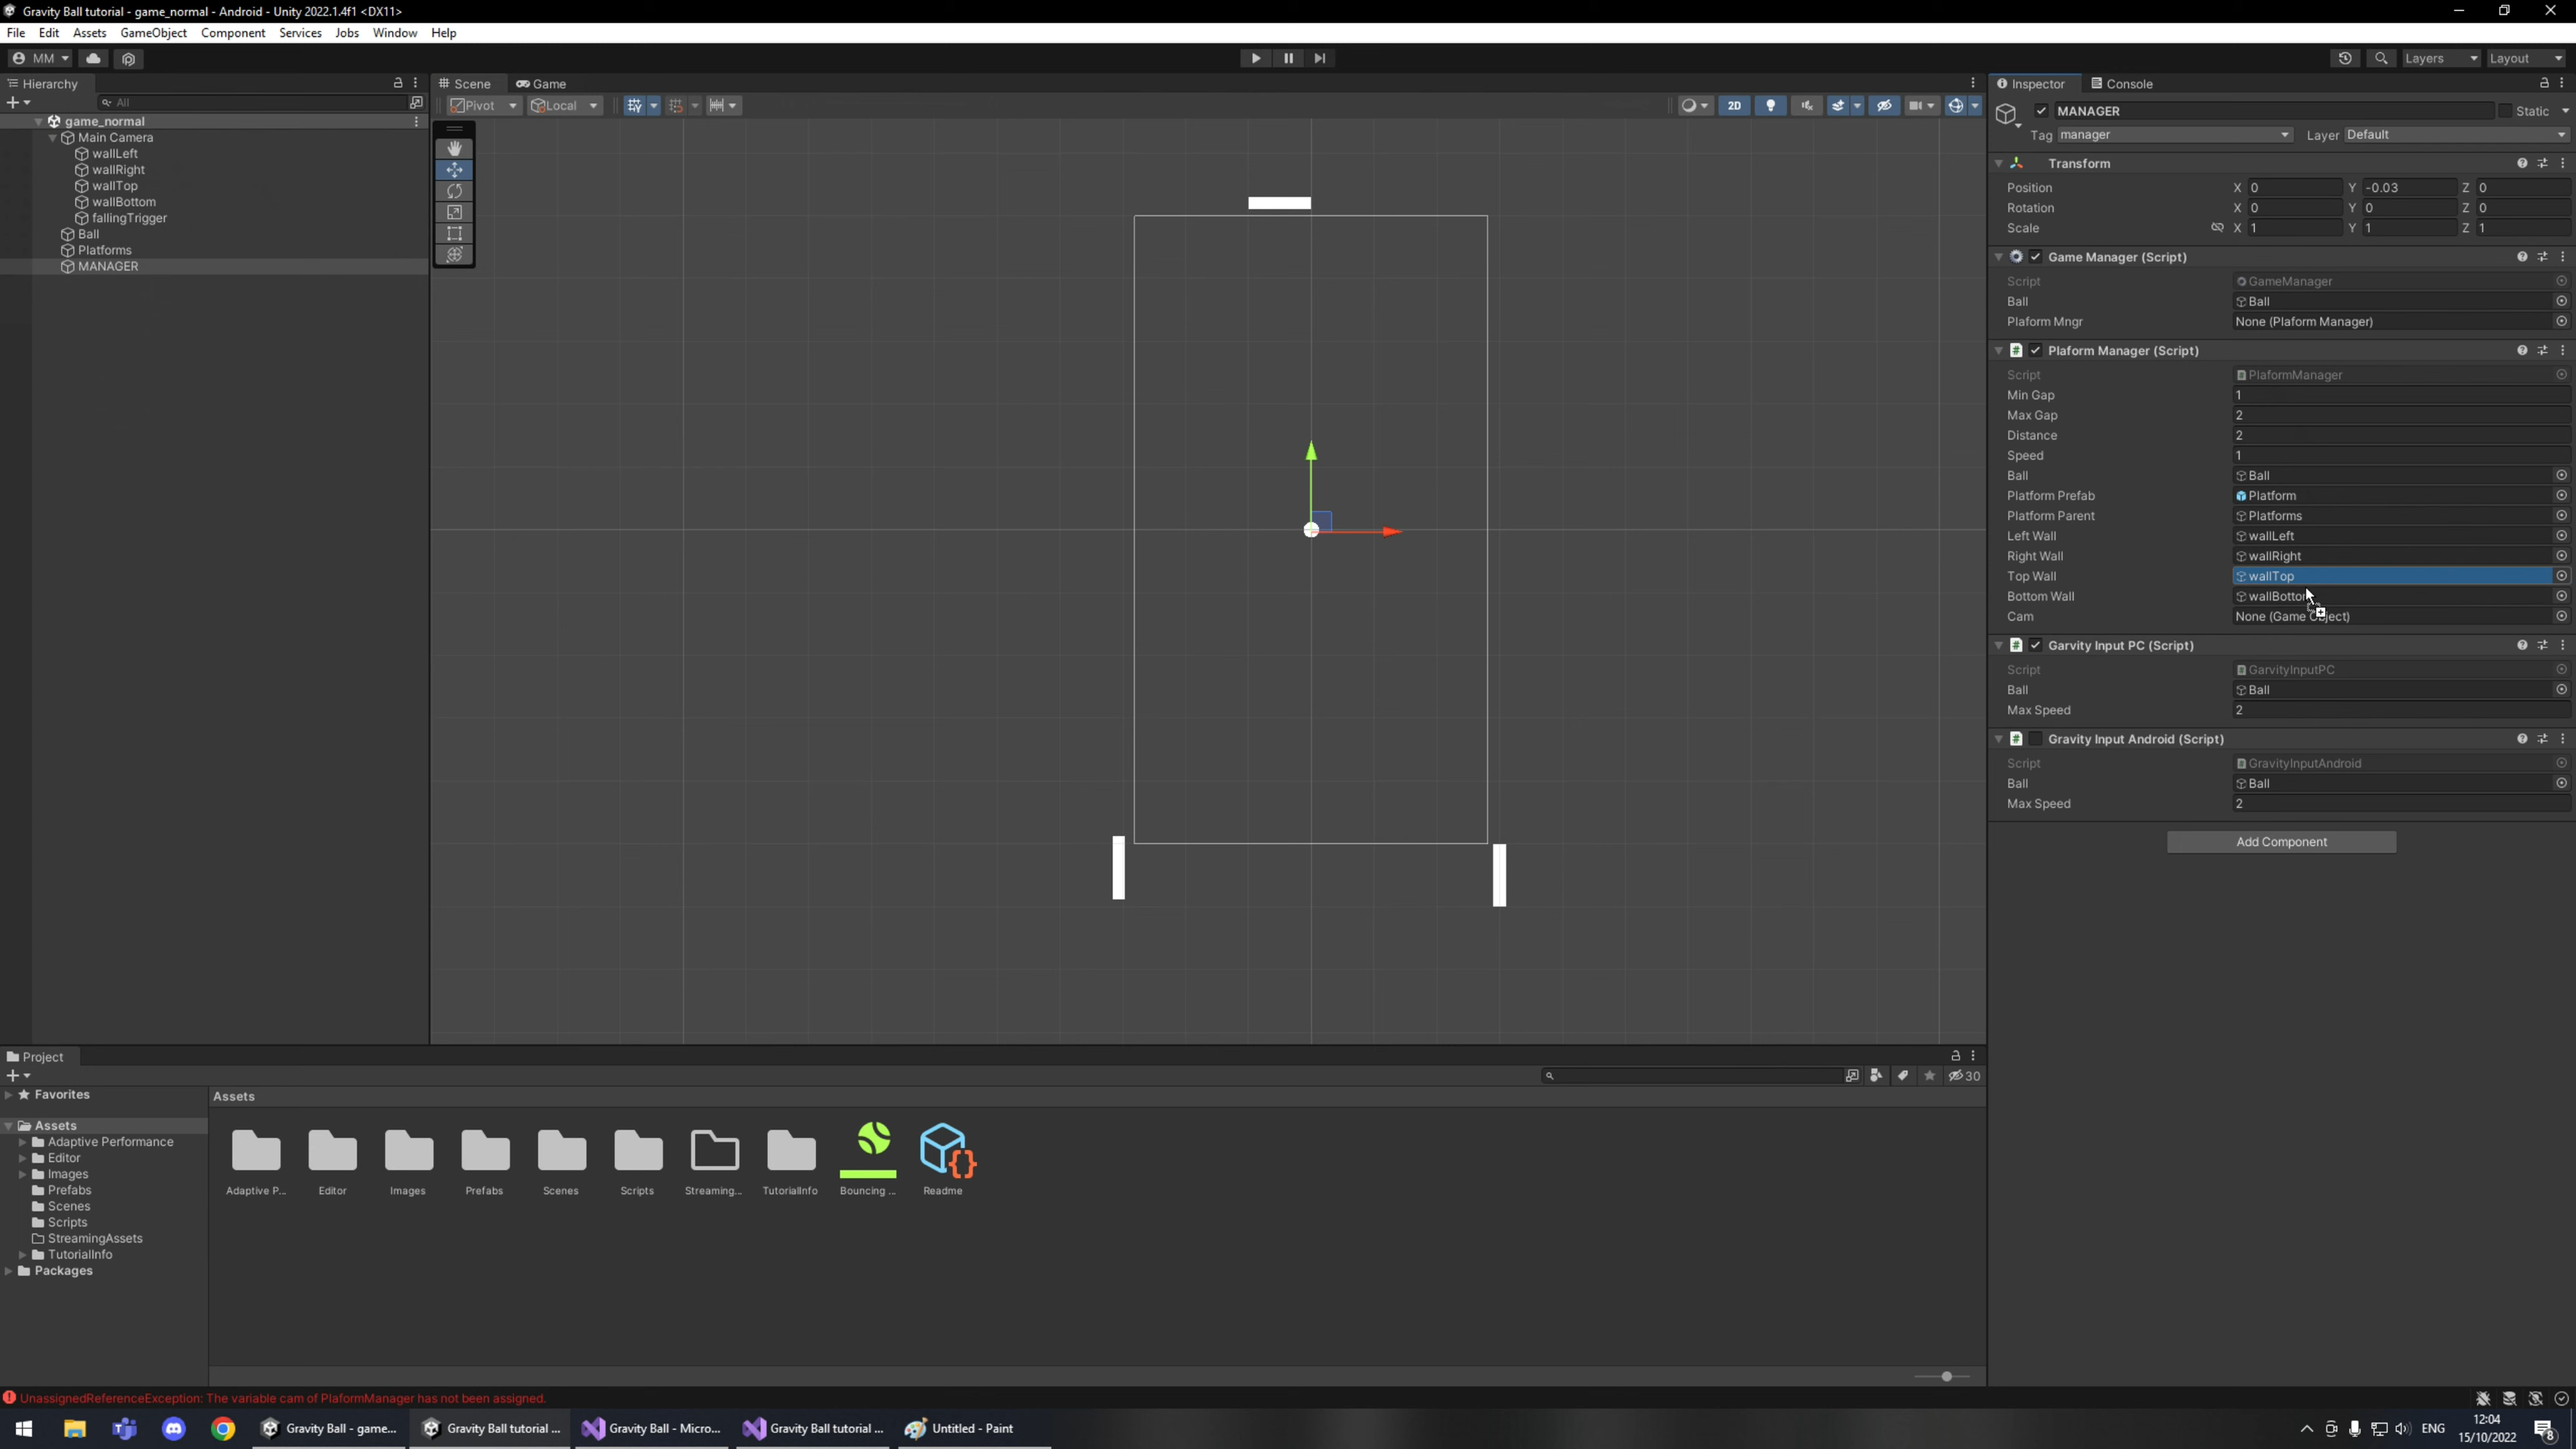 Gravity Ball tutorial - game_normal - Android - Unity 2022.1.4f1 <DX11>
File Edit Assets GameObject Component Services Jobs Window Help
MM Layers Layout
Hierarchy
All
game_normal
Main Camera
wallLeft
wallRight
wallTop
wallBottom
fallingTrigger
Ball
Platforms
MANAGER
Scene Game
Pivot Local 2D
Inspector Console
MANAGER Static
Tag manager Layer Default
Transform
Position X 0 Y -0.03 Z 0
Rotation X 0 Y 0 Z 0
Scale X 1 Y 1 Z 1
Game Manager (Script)
Script GameManager
Ball Ball
Plaform Mngr None (Plaform Manager)
Plaform Manager (Script)
Script PlaformManager
Min Gap 1
Max Gap 2
Distance 2
Speed 1
Ball Ball
Platform Prefab Platform
Platform Parent Platforms
Left Wall wallLeft
Right Wall wallRight
Top Wall wallTop
Bottom Wall wallBottom
Cam None (Game Object)
Garvity Input PC (Script)
Script GarvityInputPC
Ball Ball
Max Speed 2
Gravity Input Android (Script)
Script GravityInputAndroid
Ball Ball
Max Speed 2
Add Component
Project
30
Favorites
Assets
Adaptive Performance
Editor
Images
Prefabs
Scenes
Scripts
StreamingAssets
TutorialInfo
Packages
Assets
Adaptive P... Editor Images Prefabs Scenes Scripts Streaming... TutorialInfo Bouncing ... Readme
UnassignedReferenceException: The variable cam of PlaformManager has not been assigned.
Gravity Ball - game... Gravity Ball tutorial ... Gravity Ball - Micro... Gravity Ball tutorial ... Untitled - Paint
ENG
12:04
15/10/2022
8